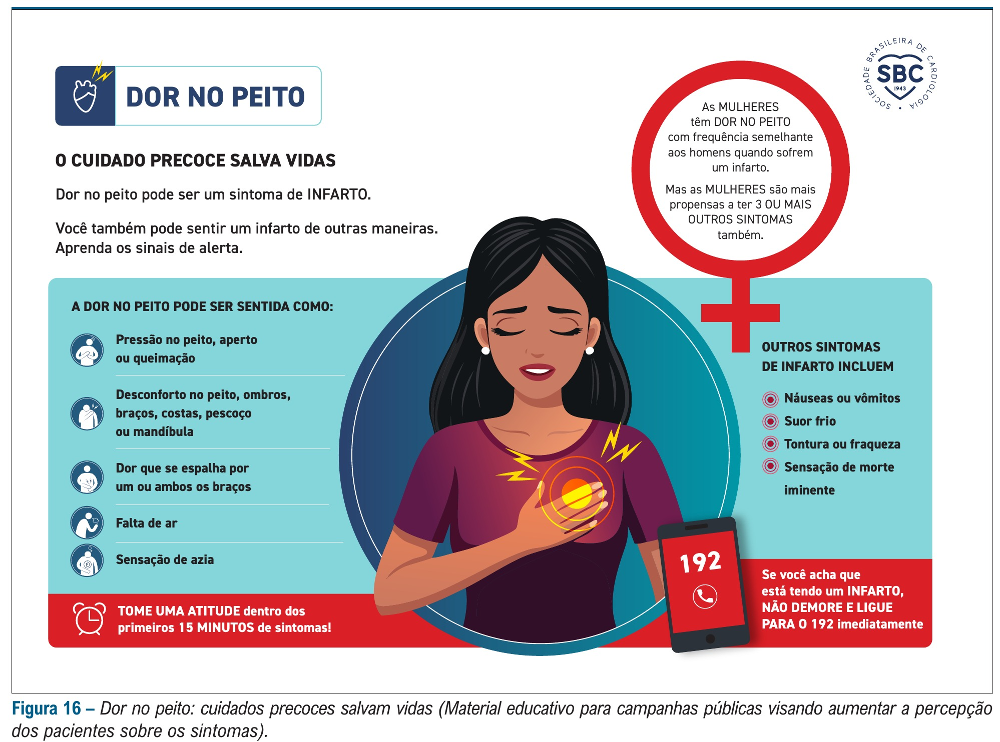 SOCIEDADE BRASILEIRA DE CARDIOLOGIA
SBC
1943
DOR NO PEITO
O CUIDADO PRECOCE SALVA VIDAS
Dor no peito pode ser um sintoma de INFARTO.
Você também pode sentir um infarto de outras maneiras.
Aprenda os sinais de alerta.
As MULHERES
têm DOR NO PEITO
com frequência semelhante
aos homens quando sofrem
um infarto.
Mas as MULHERES são mais
propensas a ter 3 OU MAIS
OUTROS SINTOMAS
também.
A DOR NO PEITO PODE SER SENTIDA COMO:
Pressão no peito, aperto
ou queimação
Desconforto no peito, ombros,
braços, costas, pescoço
ou mandíbula
Dor que se espalha por
um ou ambos os braços
Falta de ar
Sensação de azia
TOME UMA ATITUDE dentro dos
primeiros 15 MINUTOS de sintomas!
OUTROS SINTOMAS
DE INFARTO INCLUEM
Náuseas ou vômitos
Suor frio
Tontura ou fraqueza
Sensação de morte
iminente
192
Se você acha que
está tendo um INFARTO,
NÃO DEMORE E LIGUE
PARA O 192 imediatamente
Figura 16 – Dor no peito: cuidados precoces salvam vidas (Material educativo para campanhas públicas visando aumentar a percepção
dos pacientes sobre os sintomas).